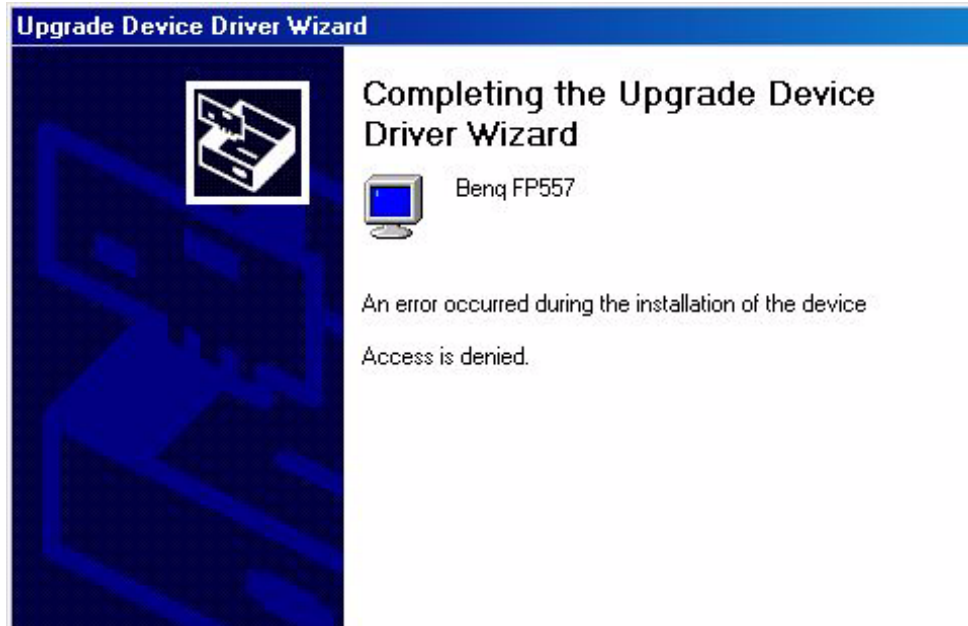 Upgrade Device Driver Wizard
Completing the Upgrade Device
Driver Wizard
Benq FP557
An error occurred during the installation of the device
Access is denied.